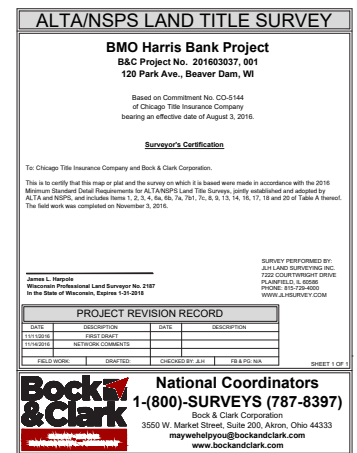 ALTA/NSPS LAND TITLE SURVEY
BMO Harris Bank Project
B&C Project No. 201603037, 001
120 Park Ave., Beaver Dam, WI
Based on Commitment No. CO-5144
of Chicago Title Insurance Company
bearing an effective date of August 3, 2016.
Surveyor's Certification
To: Chicago Title Insurance Company and Bock & Clark Corporation.
This is to certify that this map or plat and the survey on which it is based were made in accordance with the 2016
Minimum Standard Detail Requirements for ALTA/NSPS Land Title Surveys, jointly established and adopted by
ALTA and NSPS, and includes Items 1, 2, 3, 4, 6a, 6b, 7a, 7b1, 7c, 8, 9, 13, 14, 16, 17, 18 and 20 of Table A thereof.
The field work was completed on November 3, 2016.
James L. Harpole
Wisconsin Professional Land Surveyor No. 2187
In the State of Wisconsin, Expires 1-31-2018
SURVEY PERFORMED BY:
JLH LAND SURVEYING INC.
7222 COURTWRIGHT DRIVE
PLAINFIELD, IL 60586
PHONE: 815-729-4000
WWW.JLHSURVEY.COM
PROJECT REVISION RECORD
DATE DESCRIPTION DATE DESCRIPTION
11/11/2016 FIRST DRAFT
11/14/2016 NETWORK COMMENTS
FIELD WORK: DRAFTED: CHECKED BY: JLH FB & PG: N/A
SHEET 1 OF 1
Bock
& Clark
National Coordinators
1-(800)-SURVEYS (787-8397)
Bock & Clark Corporation
3550 W. Market Street, Suite 200, Akron, Ohio 44333
maywehelpyou@bockandclark.com
www.bockandclark.com